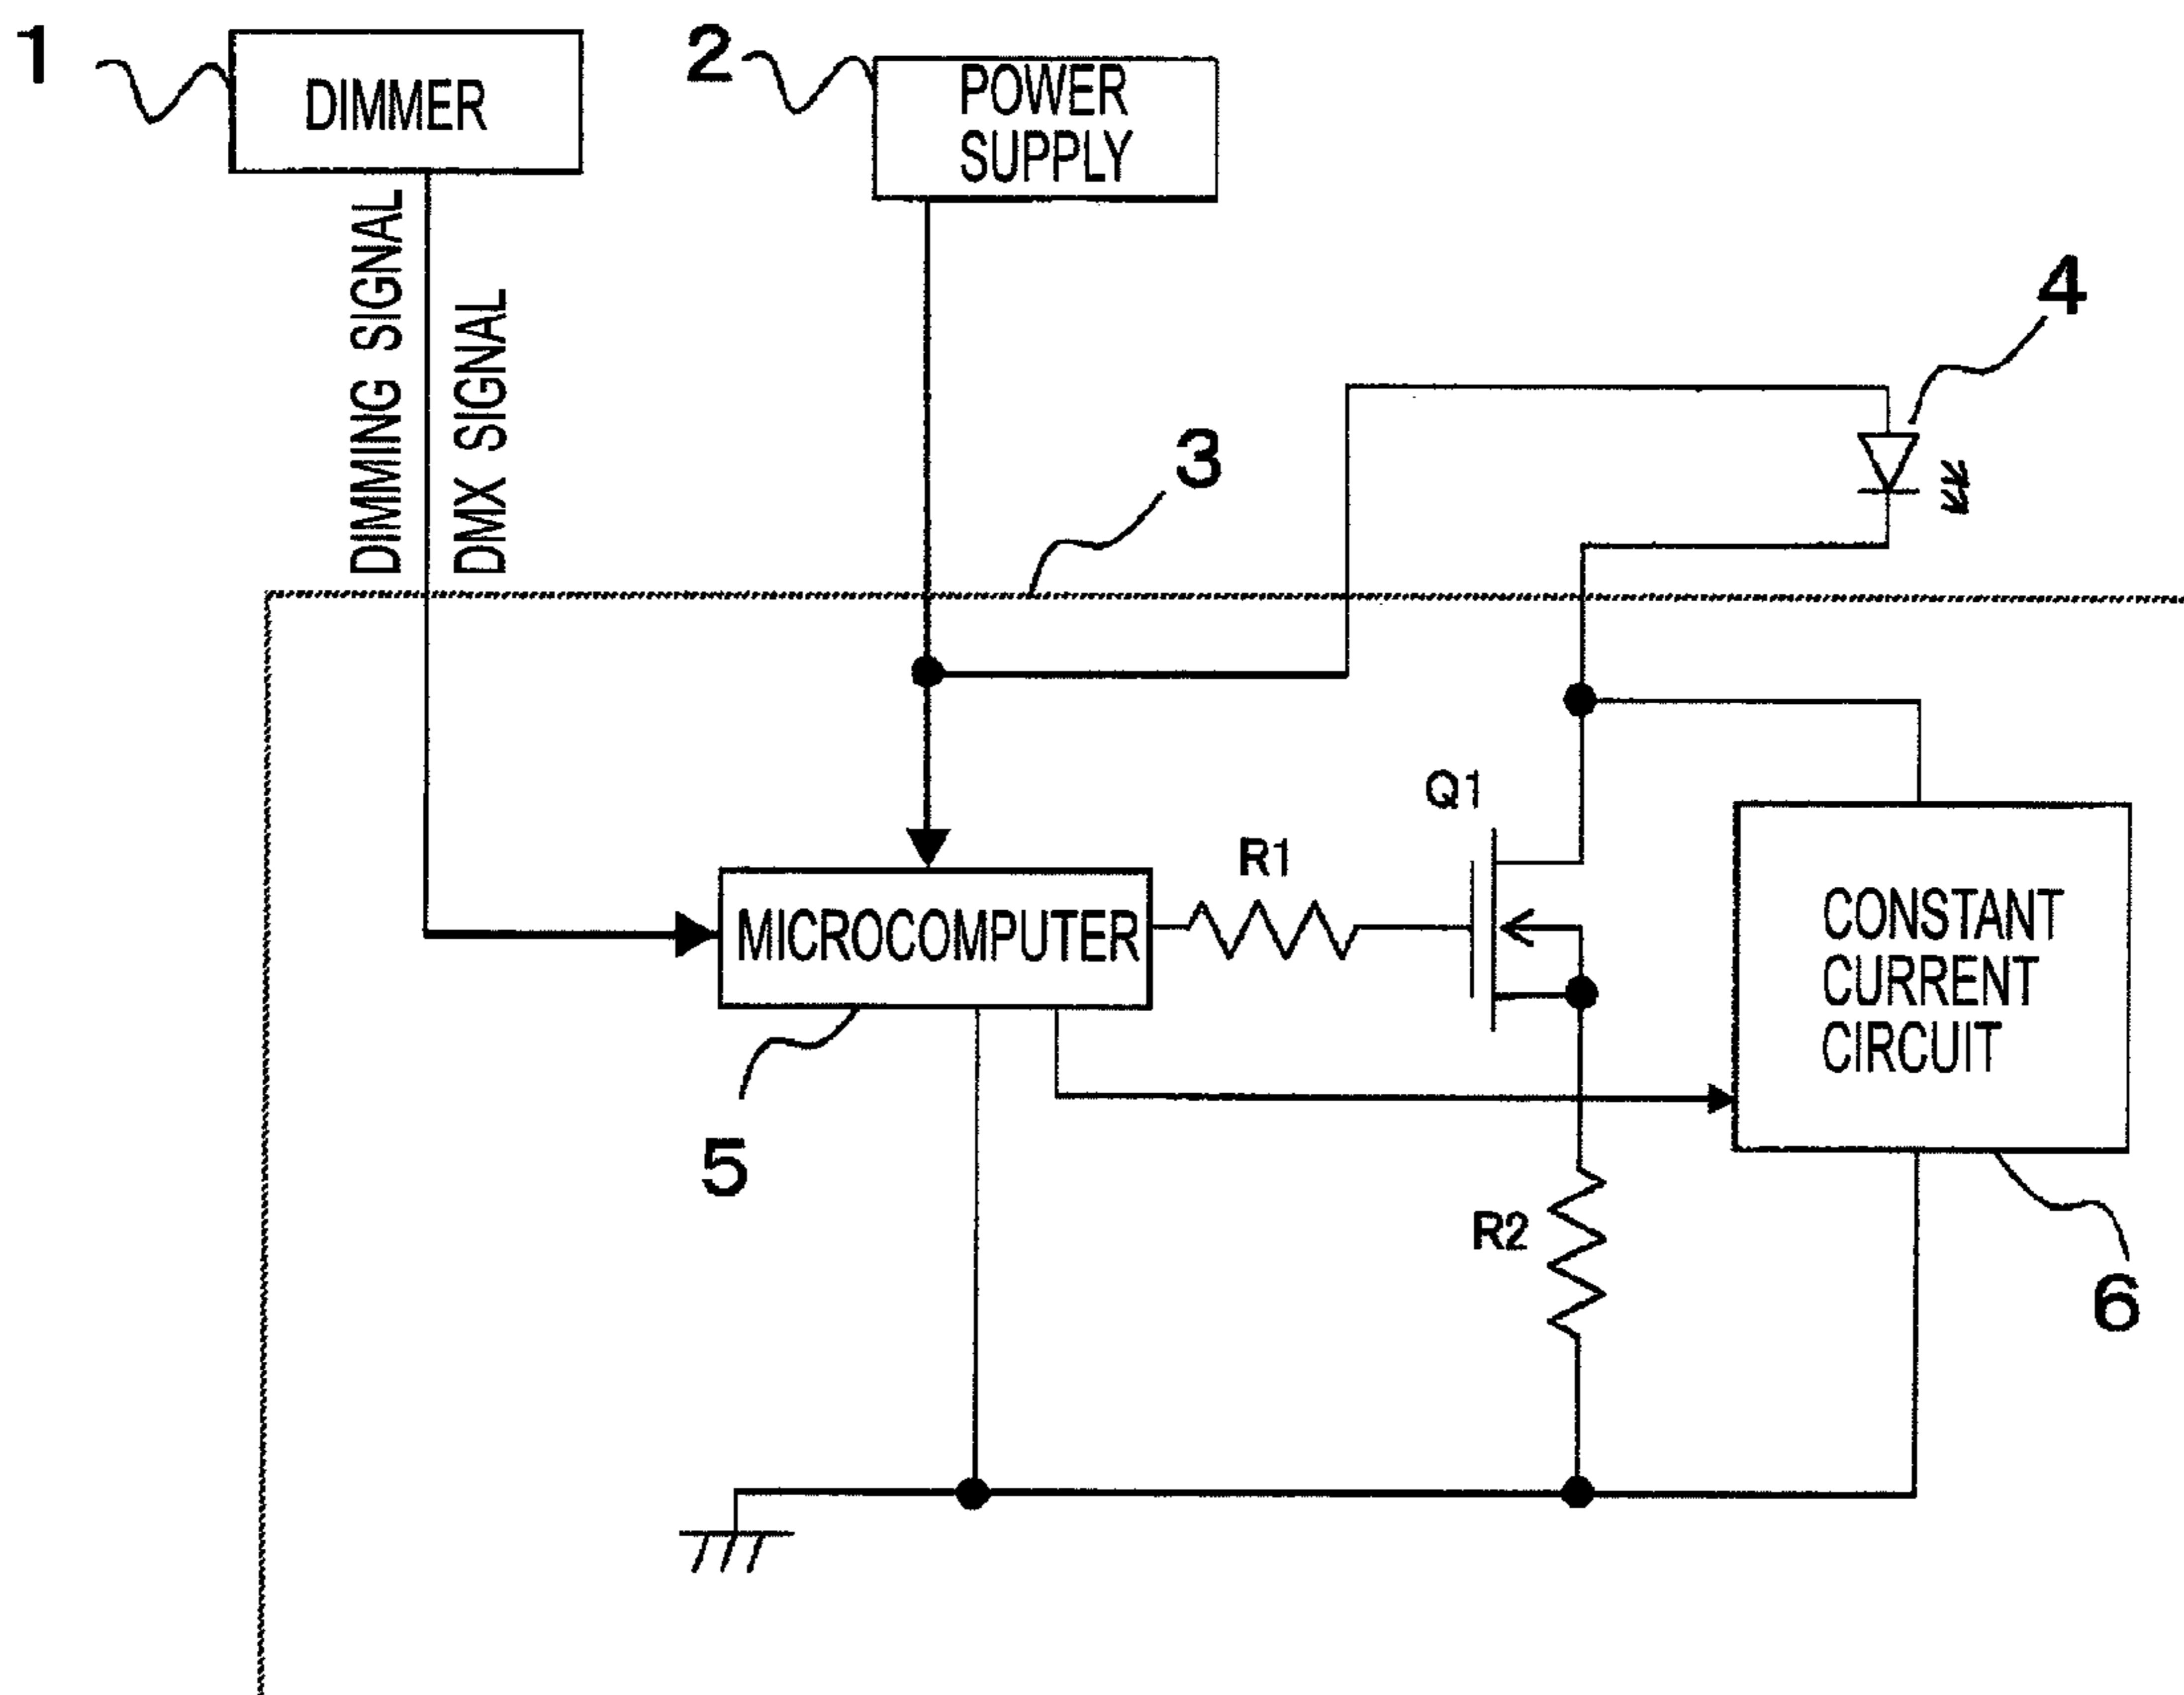 1
DIMMER
2
POWER
SUPPLY
DIMMING SIGNAL
DMX SIGNAL
3
4
Q1
R1
MICROCOMPUTER
CONSTANT
CURRENT
CIRCUIT
5
R2
6